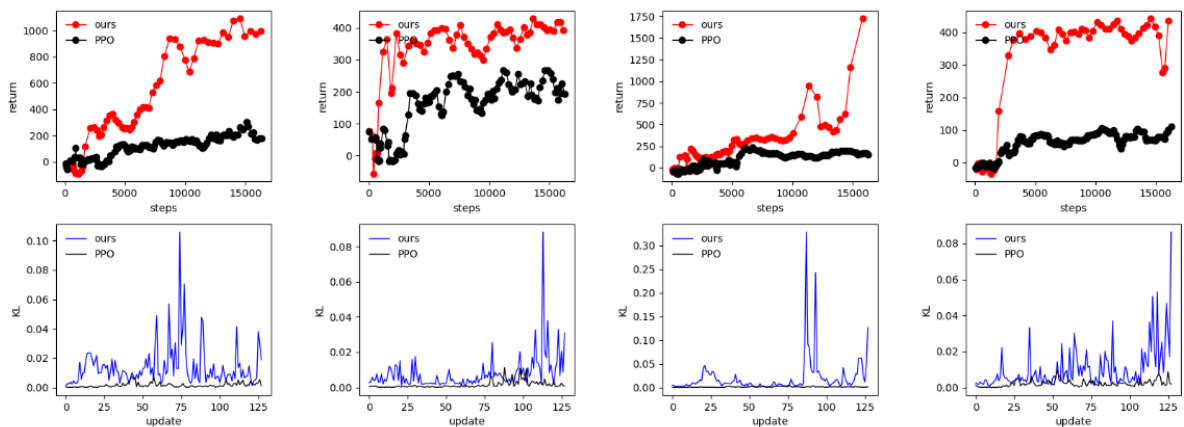 ours
PPO
1000
800
600
400
200
0
return
0 5000 10000 15000
steps
ours
PPO
400
300
200
100
0
return
0 5000 10000 15000
steps
ours
PPO
1750
1500
1250
1000
750
500
250
0
return
0 5000 10000 15000
steps
ours
PPO
400
300
200
100
0
return
0 5000 10000 15000
steps
ours
PPO
0.10
0.08
0.06
0.04
0.02
0.00
KL
0 25 50 75 100 125
update
ours
PPO
0.08
0.06
0.04
0.02
0.00
KL
0 25 50 75 100 125
update
ours
PPO
0.30
0.25
0.20
0.15
0.10
0.05
0.00
KL
0 25 50 75 100 125
update
ours
PPO
0.08
0.06
0.04
0.02
0.00
KL
0 25 50 75 100 125
update